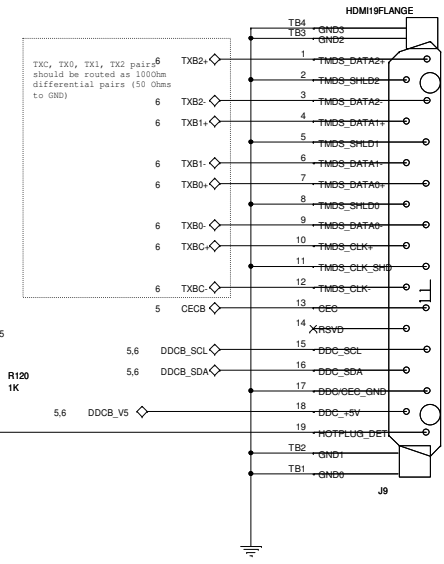 HDMI19FLANGE
TB4 GND3
TB3 GND2
TXC, TX0, TX1, TX2 pairs
should be routed as 100Ohm
differential pairs (50 Ohms
to GND)
6 TXB2+ 1 TMDS_DATA2+
2 TMDS_SHLD2
6 TXB2- 3 TMDS_DATA2-
6 TXB1+ 4 TMDS_DATA1+
5 TMDS_SHLD1
6 TXB1- 6 TMDS_DATA1-
6 TXB0+ 7 TMDS_DATA0+
8 TMDS_SHLD0
6 TXB0- 9 TMDS_DATA0-
6 TXBC+ 10 TMDS_CLK+
11 TMDS_CLK_SHD
6 TXBC- 12 TMDS_CLK-
5 CECB 13 CEC
14 RSVD
5
5,6 DDCB_SCL 15 DDC_SCL
5,6 DDCB_SDA 16 DDC_SDA
R120
1K
17 DDC/CEC_GND
5,6 DDCB_V5 18 DDC_+5V
19 HOTPLUG_DET
TB2 GND1
TB1 GND0
J9